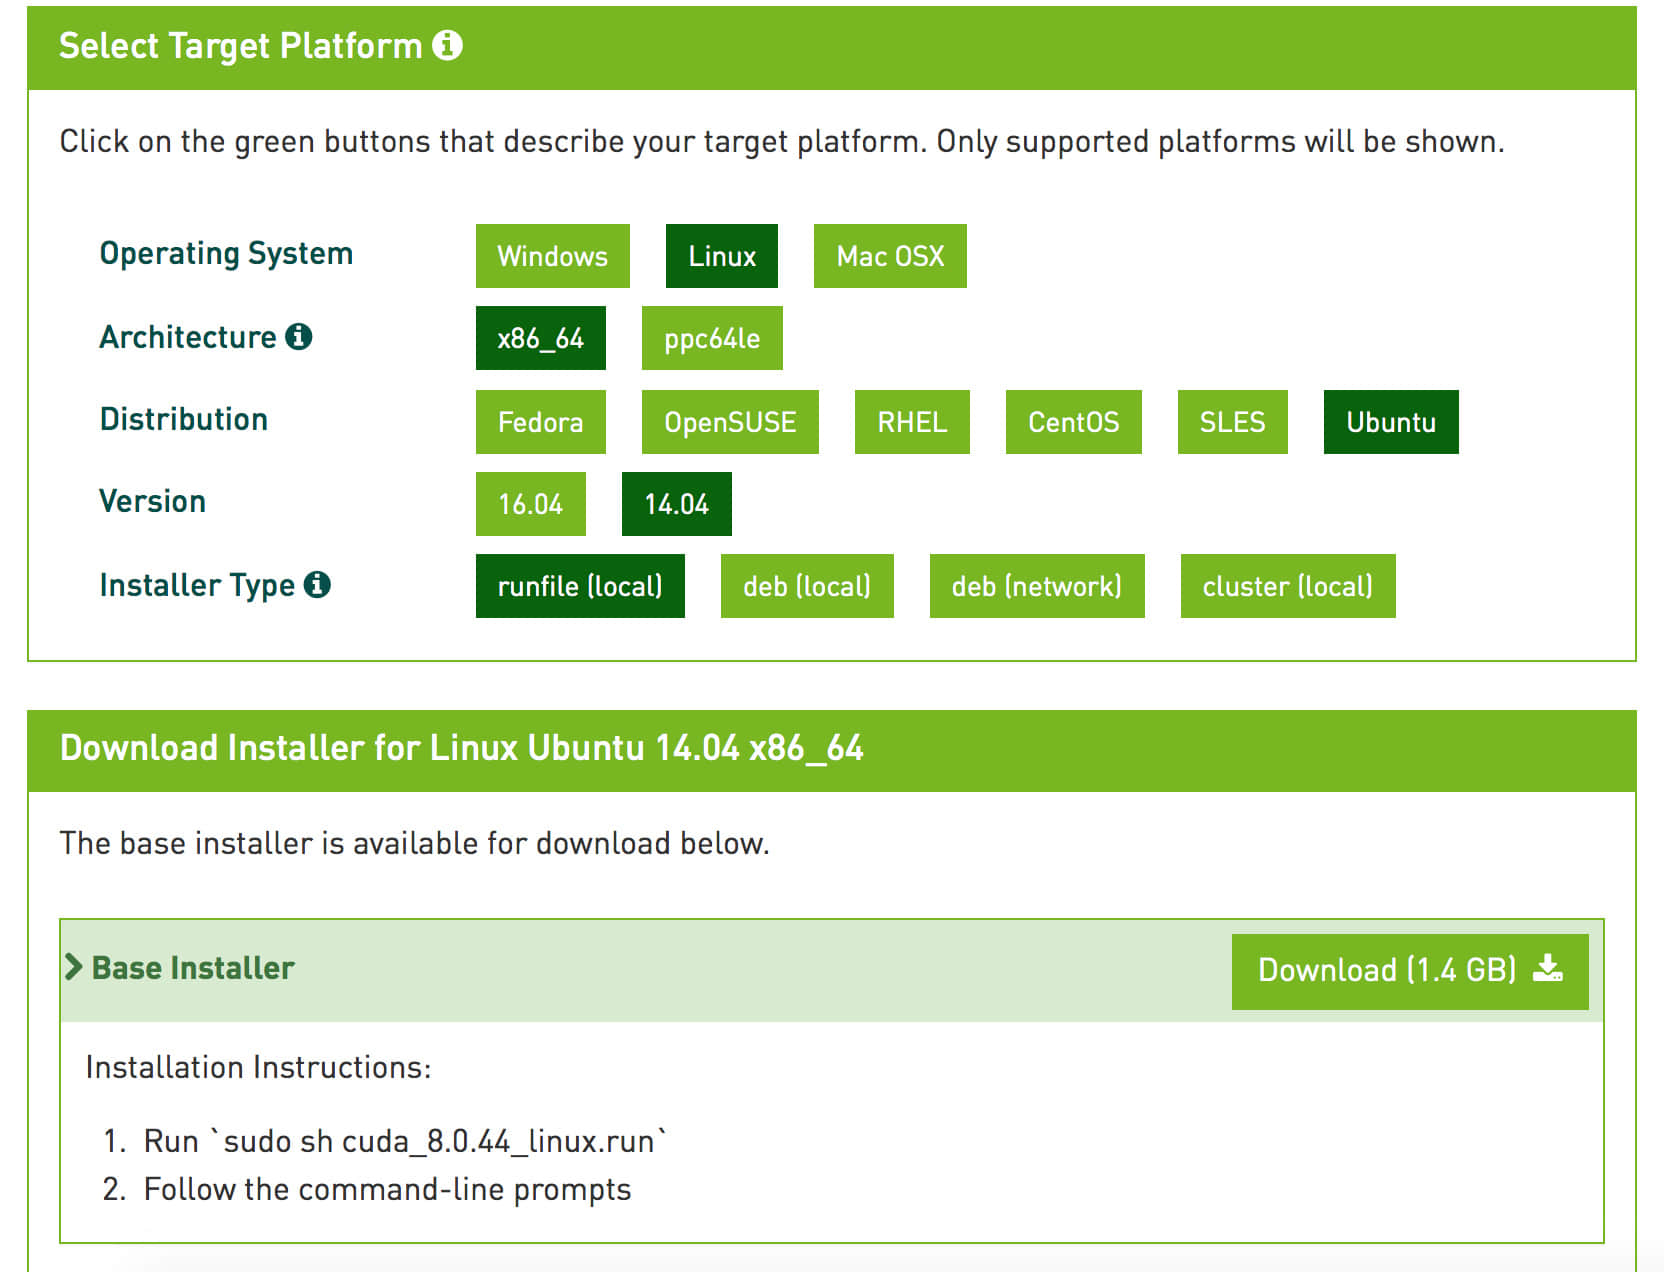 Select Target Platform
Click on the green buttons that describe your target platform. Only supported platforms will be shown.
Operating System Windows Linux Mac OSX
Architecture x86_64 ppc64le
Distribution Fedora OpenSUSE RHEL CentOS SLES Ubuntu
Version 16.04 14.04
Installer Type runfile (local) deb (local) deb (network) cluster (local)
Download Installer for Linux Ubuntu 14.04 x86_64
The base installer is available for download below.
Base Installer Download (1.4 GB)
Installation Instructions:
1. Run `sudo sh cuda_8.0.44_linux.run`
2. Follow the command-line prompts